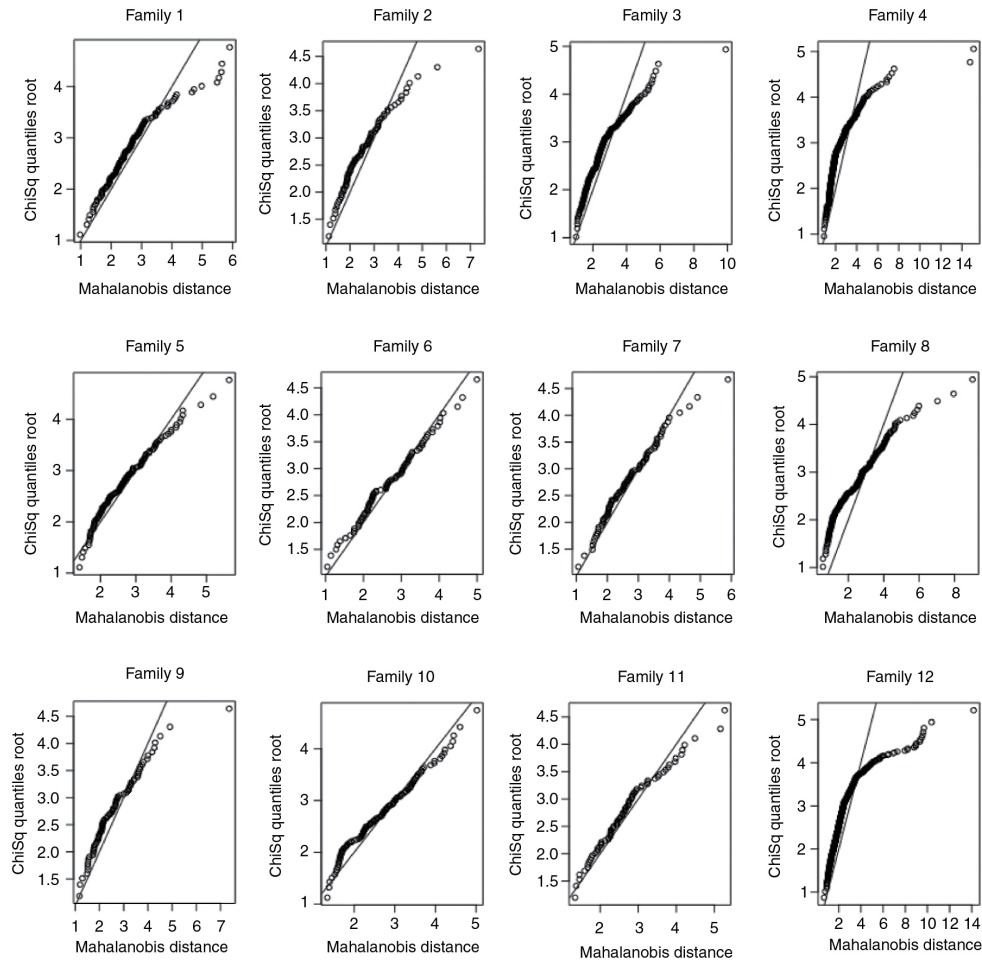 Family 1
Family 2
Family 3
Family 4
ChiSq quantiles root
4
3
2
1
1 2 3 4 5 6
Mahalanobis distance
ChiSq quantiles root
4.5
4.0
3.5
3.0
2.5
2.0
1.5
1 2 3 4 5 6 7
Mahalanobis distance
ChiSq quantiles root
5
4
3
2
1
2 4 6 8 10
Mahalanobis distance
ChiSq quantiles root
5
4
3
2
1
2 4 6 8 10 12 14
Mahalanobis distance
Family 5
Family 6
Family 7
Family 8
ChiSq quantiles root
4
3
2
1
2 3 4 5
Mahalanobis distance
ChiSq quantiles root
4.5
4.0
3.5
3.0
2.5
2.0
1.5
1 2 3 4 5
Mahalanobis distance
ChiSq quantiles root
4.5
4.0
3.5
3.0
2.5
2.0
1.5
1 2 3 4 5 6
Mahalanobis distance
ChiSq quantiles root
5
4
3
2
1
2 4 6 8
Mahalanobis distance
Family 9
Family 10
Family 11
Family 12
ChiSq quantiles root
4.5
4.0
3.5
3.0
2.5
2.0
1.5
1 2 3 4 5 6 7
Mahalanobis distance
ChiSq quantiles root
4
3
2
1
2 3 4 5
Mahalanobis distance
ChiSq quantiles root
4.5
4.0
3.5
3.0
2.5
2.0
1.5
2 3 4 5
Mahalanobis distance
ChiSq quantiles root
5
4
3
2
1
2 4 6 8 10 12 14
Mahalanobis distance